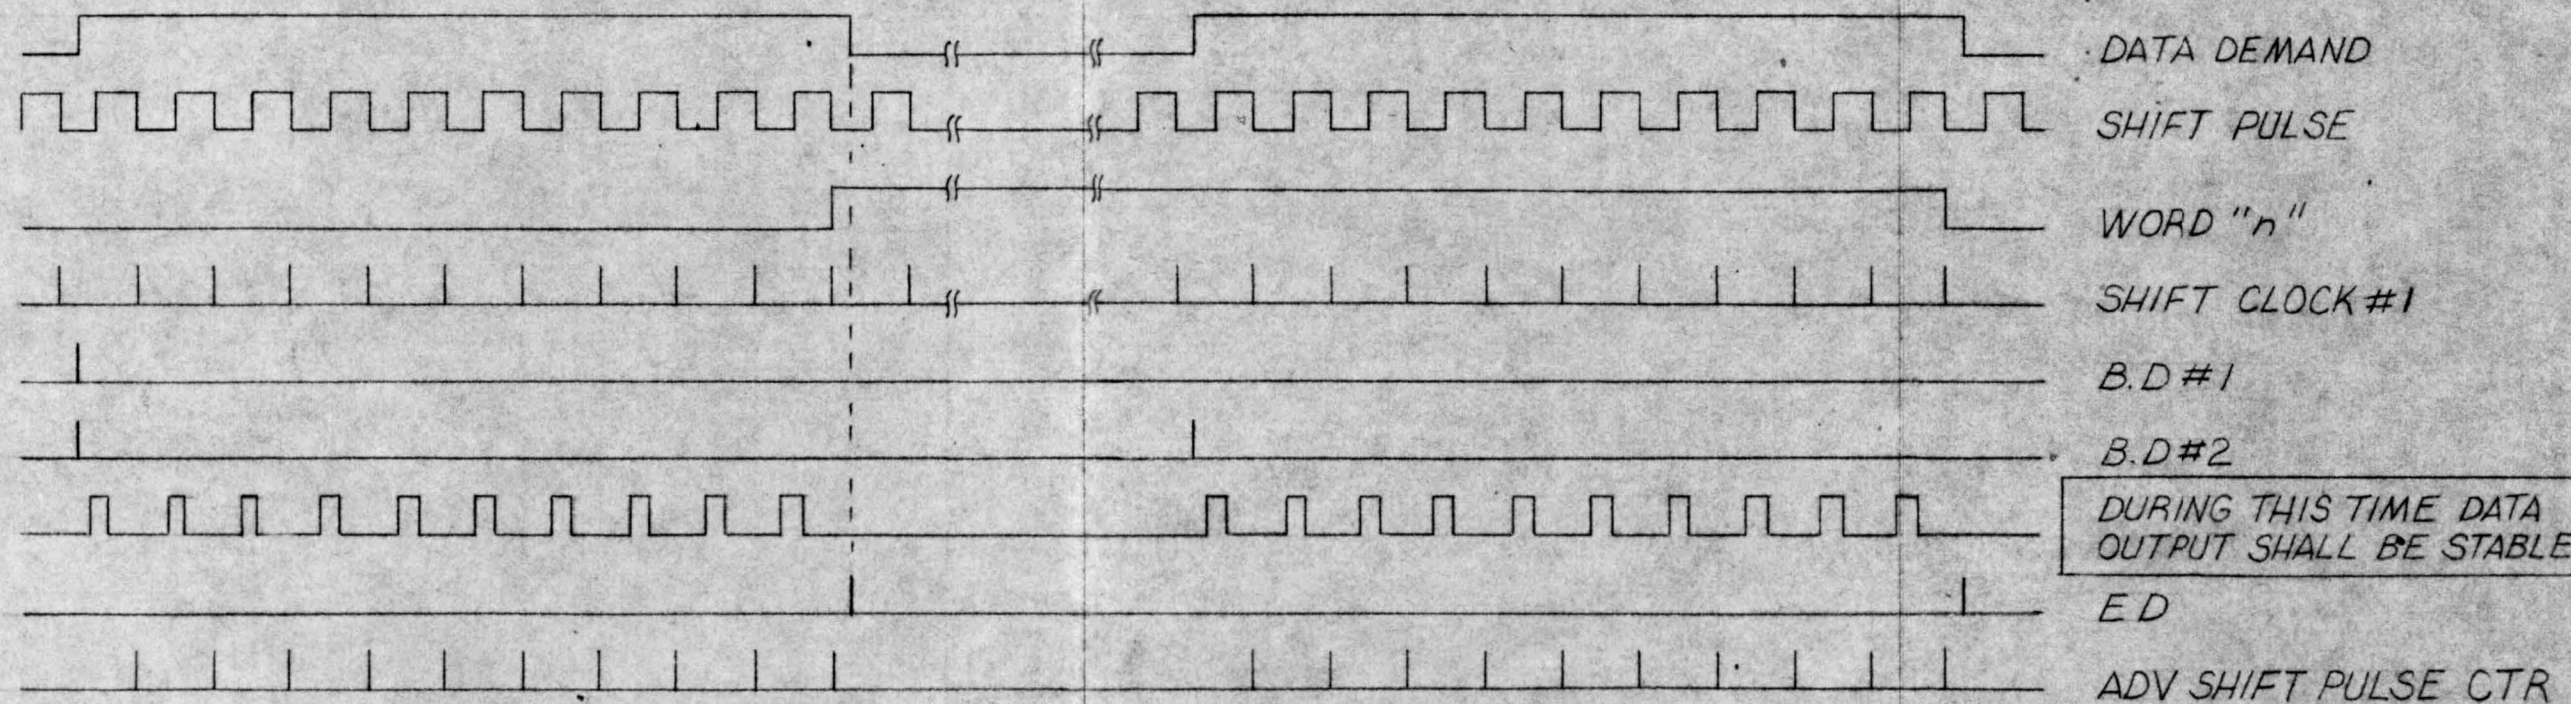 DATA DEMAND
SHIFT PULSE
WORD "n"
SHIFT CLOCK #1
B.D #1
B.D #2
DURING THIS TIME DATA
OUTPUT SHALL BE STABLE
E D
ADV SHIFT PULSE CTR